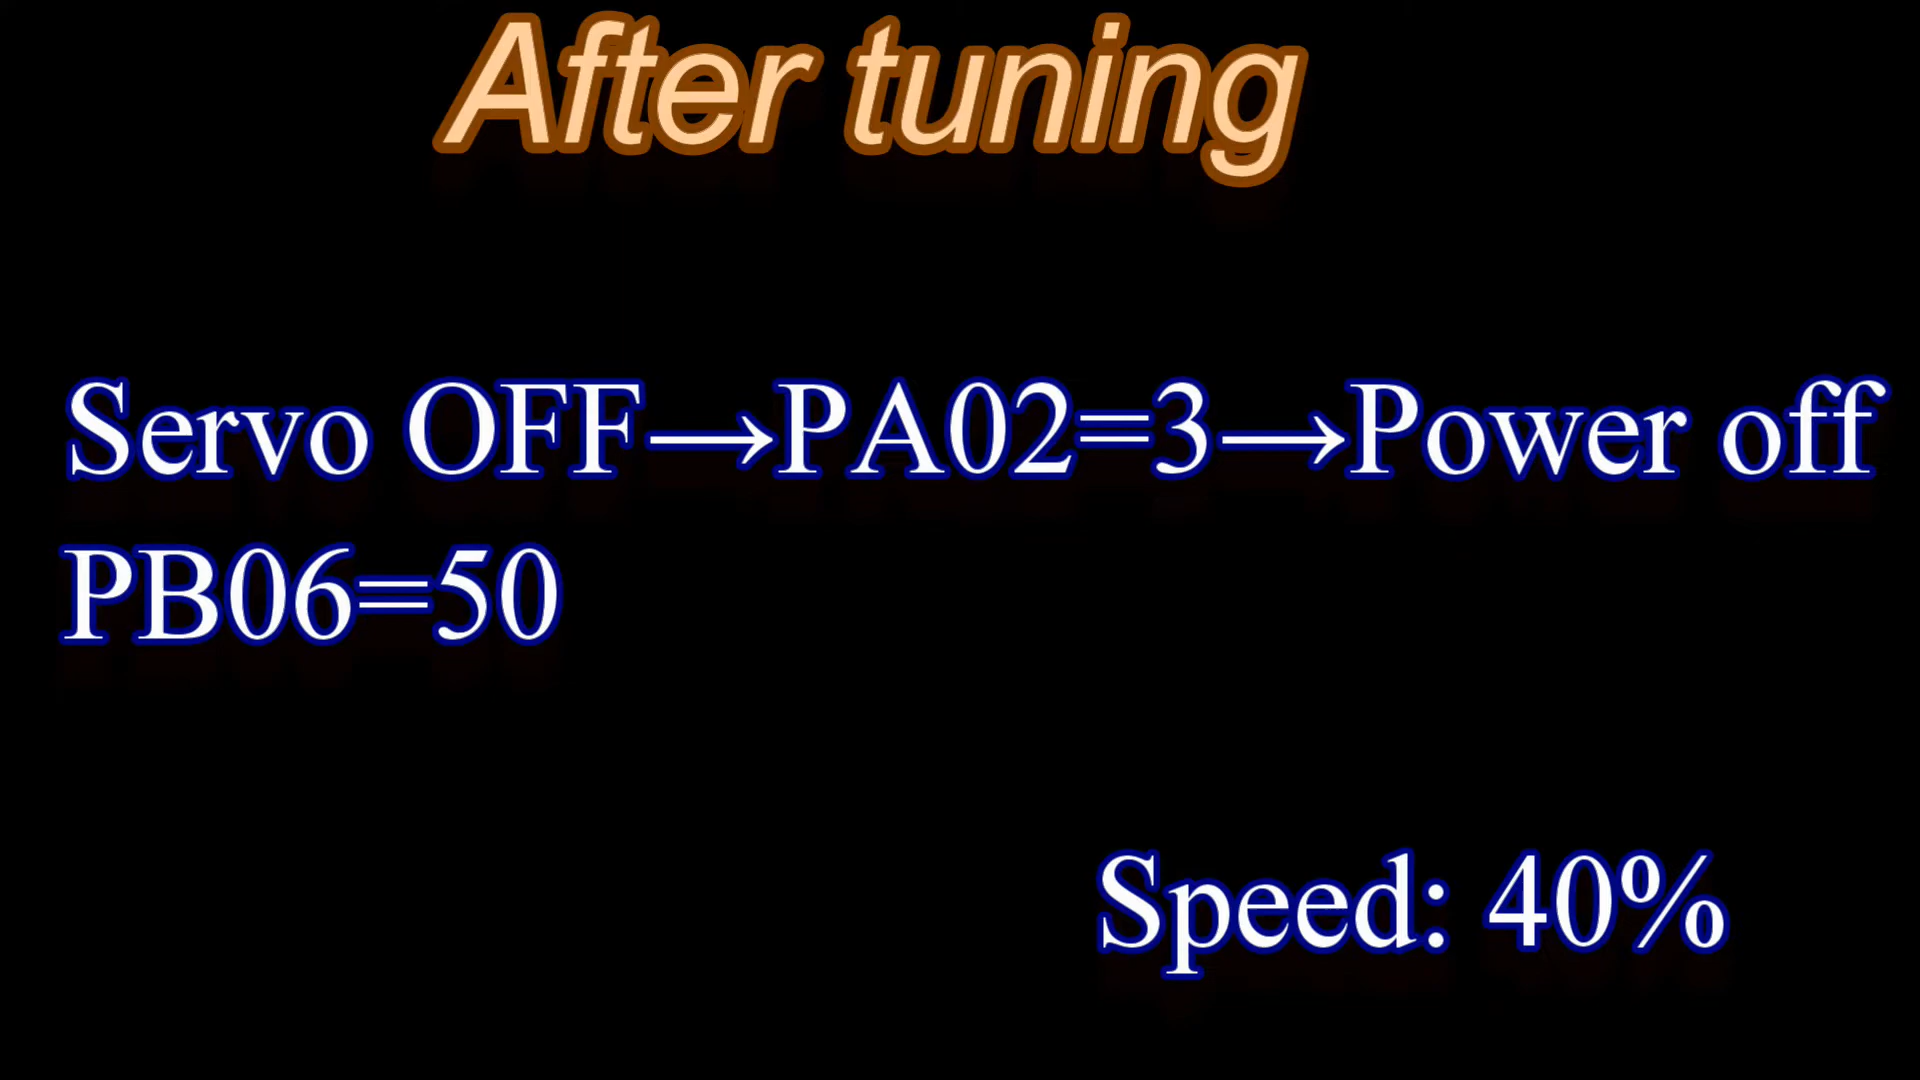 After tuning
Servo OFF→PA02=3→Power off
PB06=50
Speed: 40%